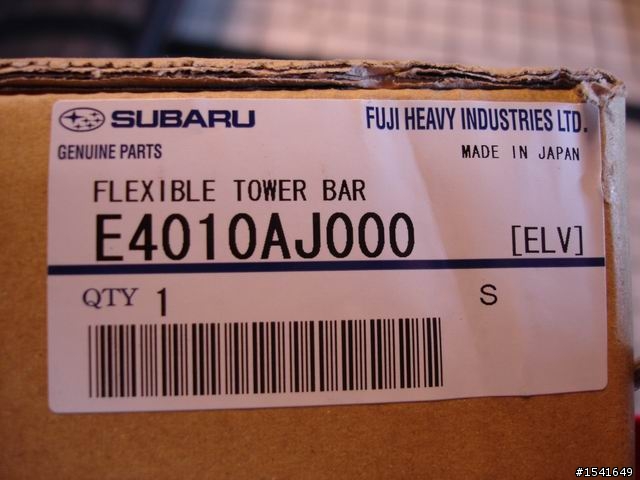 SUBARU
FUJI HEAVY INDUSTRIES LTD.
GENUINE PARTS
MADE IN JAPAN
FLEXIBLE TOWER BAR
E4010AJ000
[ELV]
QTY 1
S
#1541649